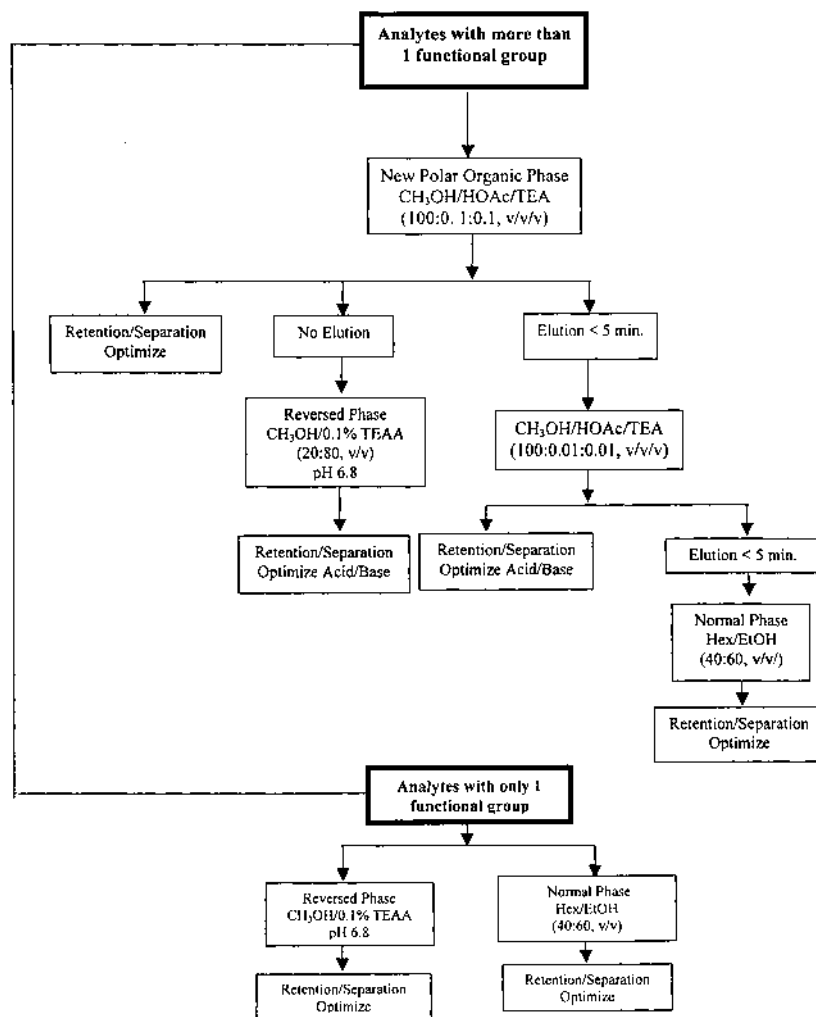 Analytes with more than
1 functional group
New Polar Organic Phase
CH₃OH/HOAc/TEA
(100:0. 1:0.1, v/v/v)
Retention/Separation
Optimize
No Elution
Elution < 5 min.
Reversed Phase
CH₃OH/0.1% TEAA
(20:80, v/v)
pH 6.8
CH₃OH/HOAc/TEA
(100:0.01:0.01, v/v/v)
Retention/Separation
Optimize Acid/Base
Retention/Separation
Optimize Acid/Base
Elution < 5 min.
Normal Phase
Hex/EtOH
(40:60, v/v/)
Retention/Separation
Optimize
Analytes with only 1
functional group
Reversed Phase
CH₃OH/0.1% TEAA
pH 6.8
Normal Phase
Hex/EtOH
(40:60, v/v)
Retention/Separation
Optimize
Retention/Separation
Optimize